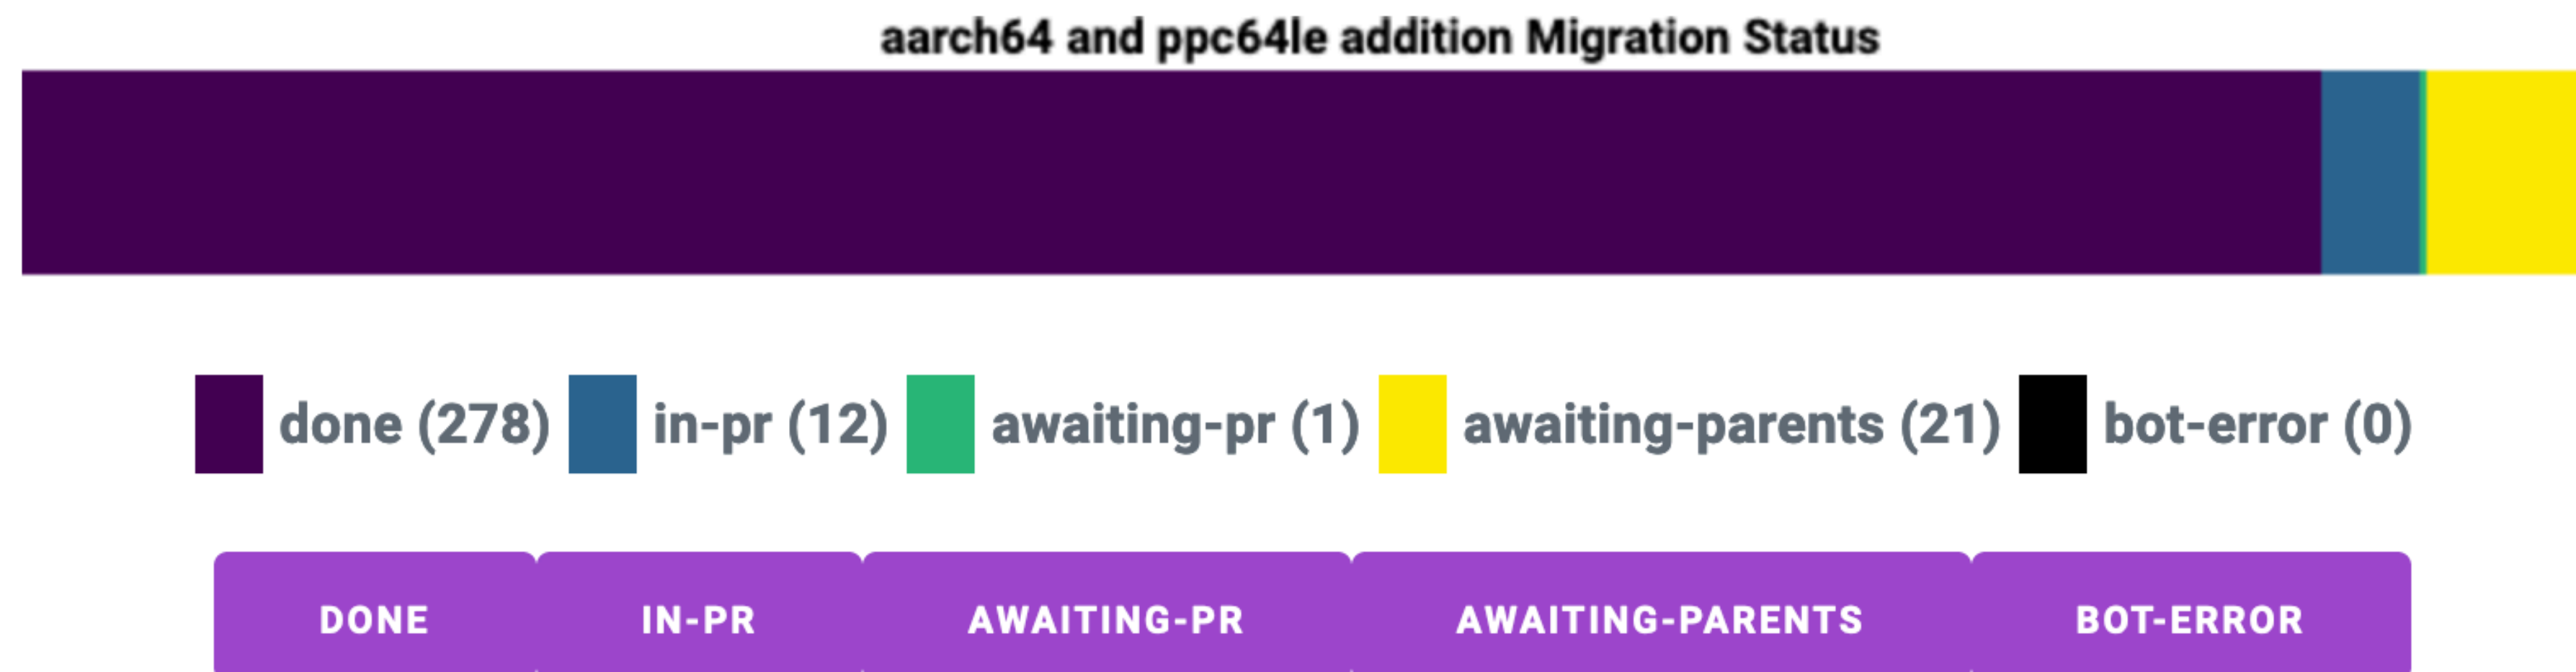 aarch64 and ppc64le addition Migration Status
done (278) in-pr (12) awaiting-pr (1) awaiting-parents (21) bot-error (0)
DONE IN-PR AWAITING-PR AWAITING-PARENTS BOT-ERROR